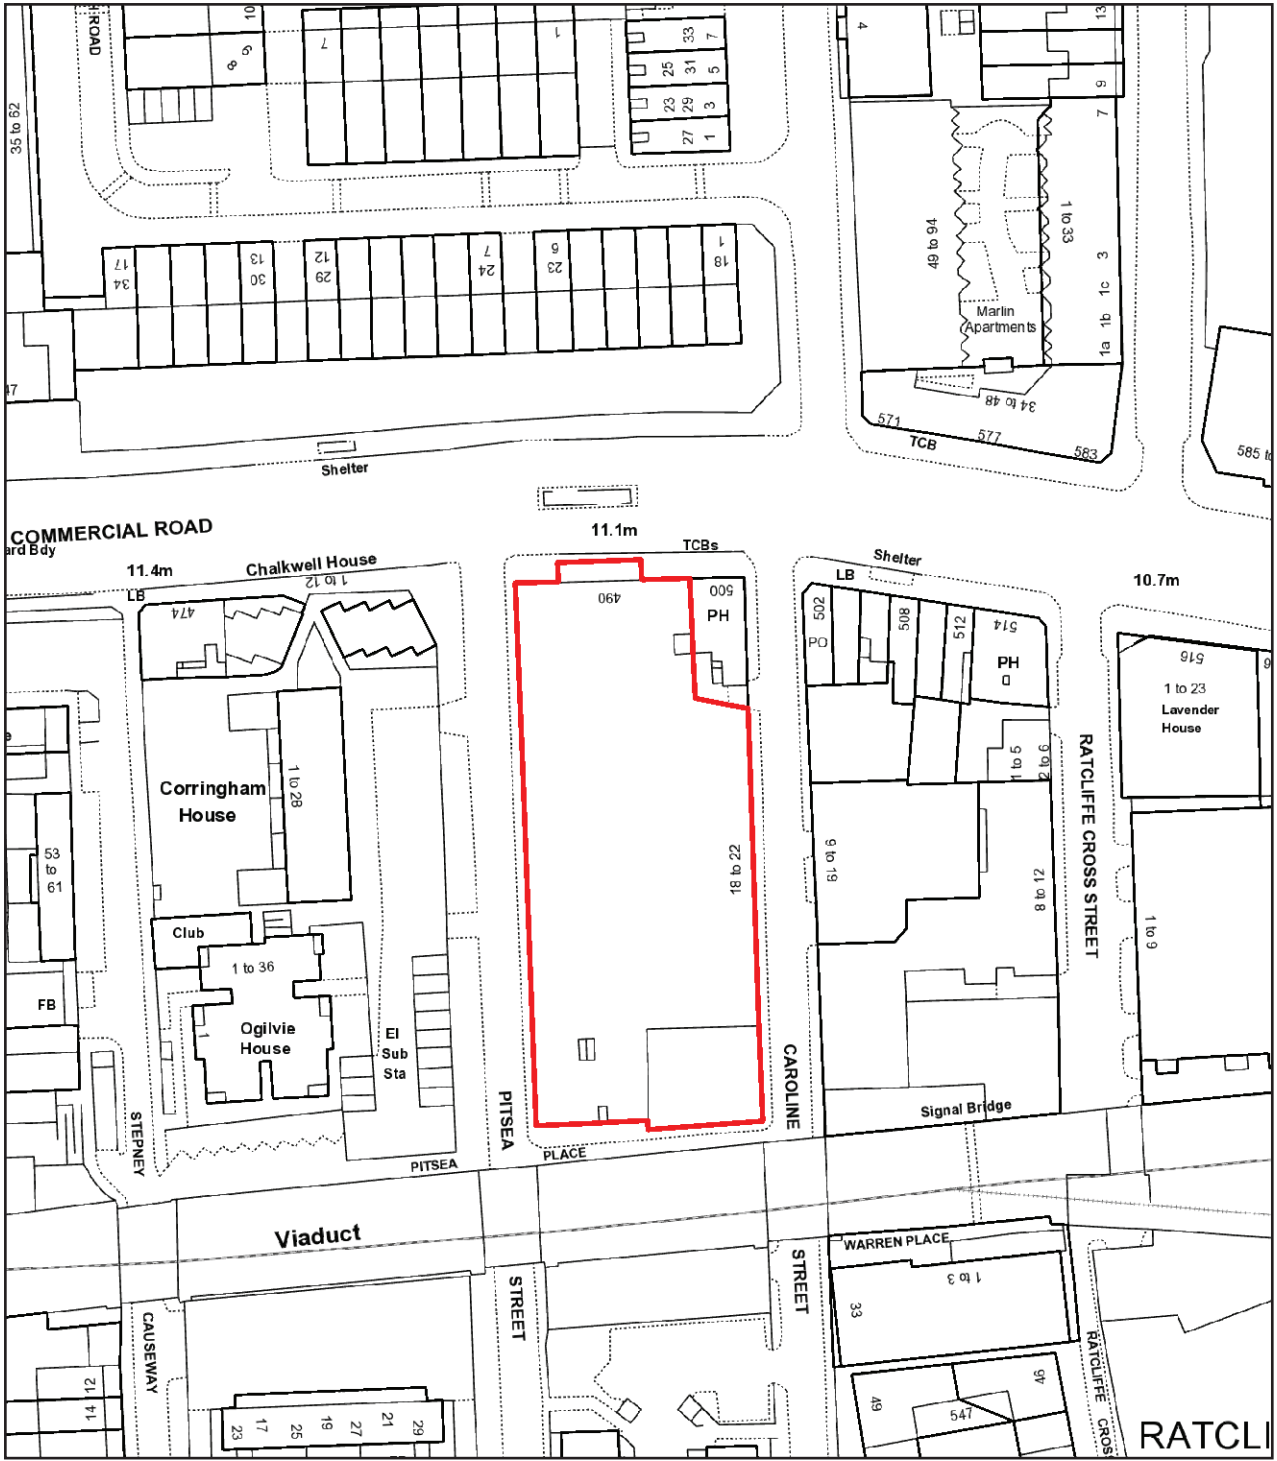 10
ROAD
9
8
7
1
33
7
25
31
5
23
29
3
27
1
4
13
9
7
35 to 62
49 to 94
1 to 33
3
1c
1b
1a
Marlin
Apartments
34 to 48
571
577
583
TCB
585 to
17
34
13
30
12
29
7
24
6
23
1
18
47
Shelter
COMMERCIAL ROAD
ard Bdy
11.4m
11.1m
10.7m
Chalkwell House
1 to 12
LB
474
TCBs
490
500
PH
Shelter
LB
502
PO
508
512
514
PH
516
1 to 23
Lavender
House
9
1 to 5
2 to 6
RATCLIFFE CROSS STREET
e
Corringham
House
1 to 28
53
to
61
18 to 22
9 to 19
8 to 12
1 to 9
Club
1 to 36
1
Ogilvie
House
El
Sub
Sta
FB
STEPNEY
PITSEA
CAROLINE
Signal Bridge
PITSEA
PLACE
Viaduct
WARREN PLACE
1 to 3
33
STREET
STREET
CAUSEWAY
RATCLIFFE CROSS
12
14
23
17
25
19
27
21
29
49
547
46
RATCLI